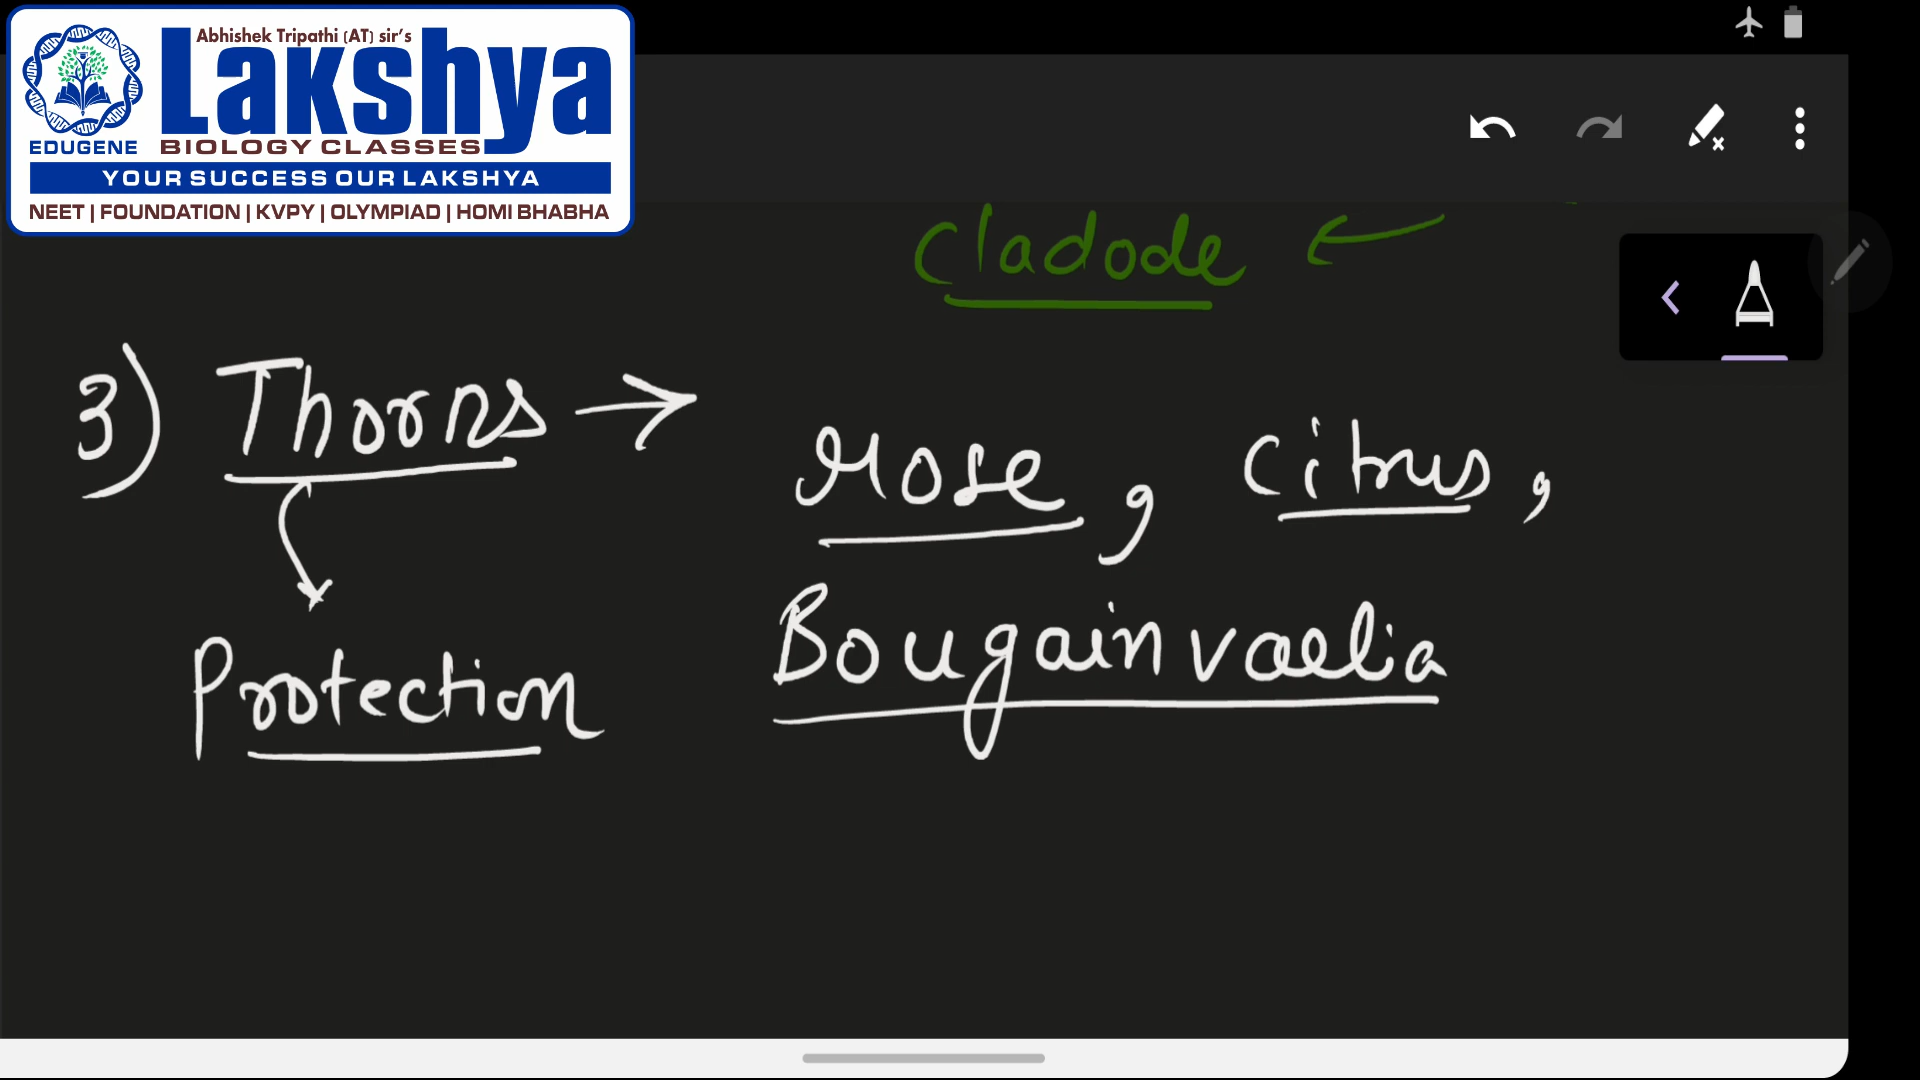 Abhishek Tripathi (AT) sir's
Lakshya
EDUGENE
BIOLOGY CLASSES
YOUR SUCCESS OUR LAKSHYA
NEET | FOUNDATION | KVPY | OLYMPIAD | HOMI BHABHA
Cladode ←
3) Thorns → Rose, Citrus,
Bougainvaelia
Protection